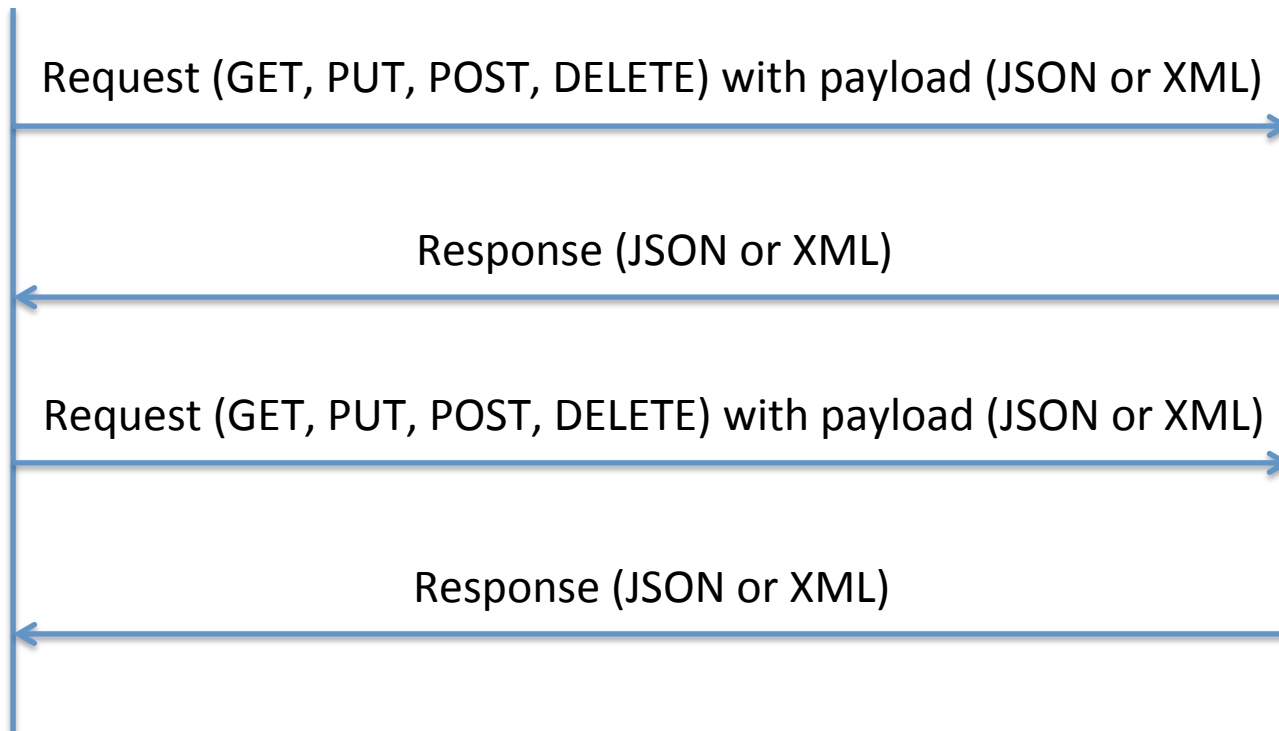 Request (GET, PUT, POST, DELETE) with payload (JSON or XML)
Response (JSON or XML)
Request (GET, PUT, POST, DELETE) with payload (JSON or XML)
Response (JSON or XML)